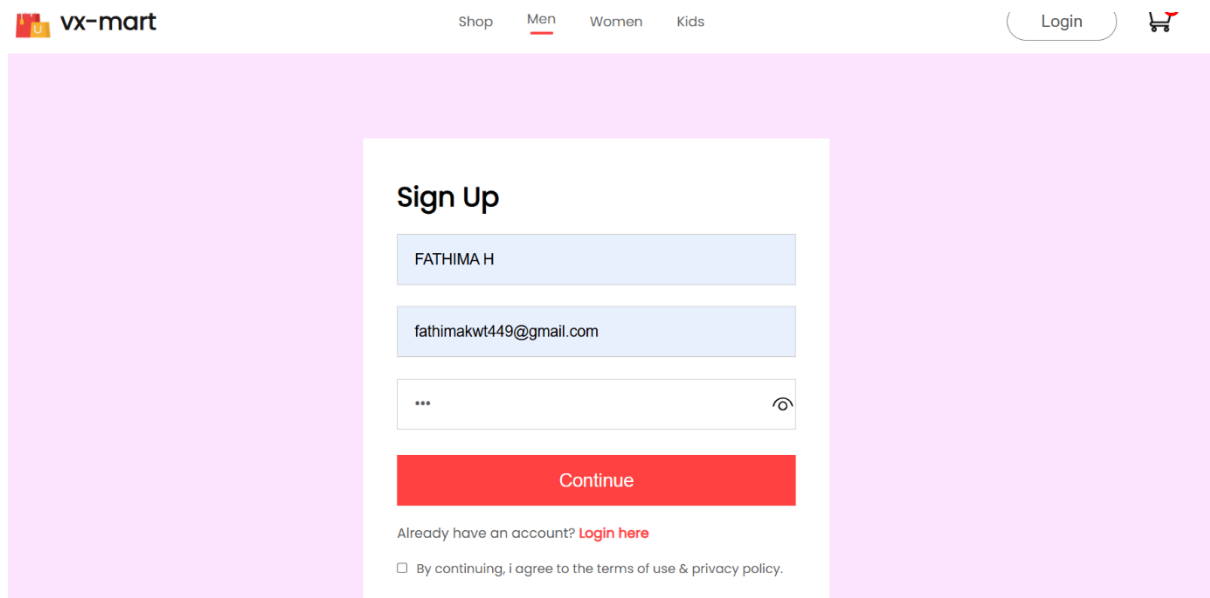 vx-mart
Shop Men Women Kids Login
Sign Up
FATHIMA H
fathimakwt449@gmail.com
•••
Continue
Already have an account? Login here
By continuing, i agree to the terms of use & privacy policy.